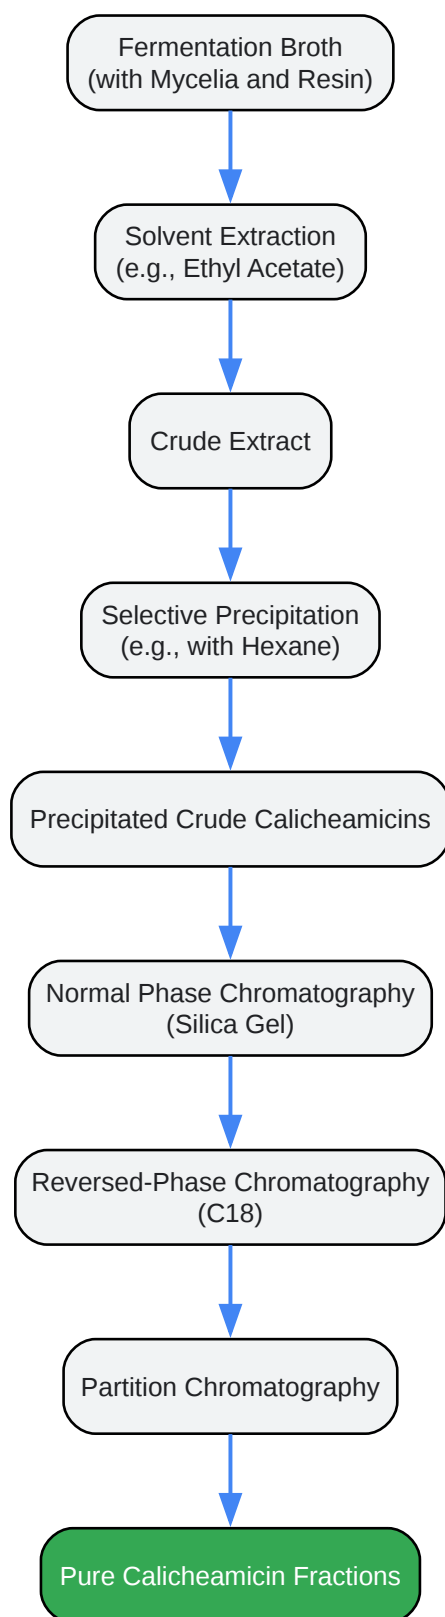 Fermentation Broth
(with Mycelia and Resin)
Solvent Extraction
(e.g., Ethyl Acetate)
Crude Extract
Selective Precipitation
(e.g., with Hexane)
Precipitated Crude Calicheamicins
Normal Phase Chromatography
(Silica Gel)
Reversed-Phase Chromatography
(C18)
Partition Chromatography
Pure Calicheamicin Fractions